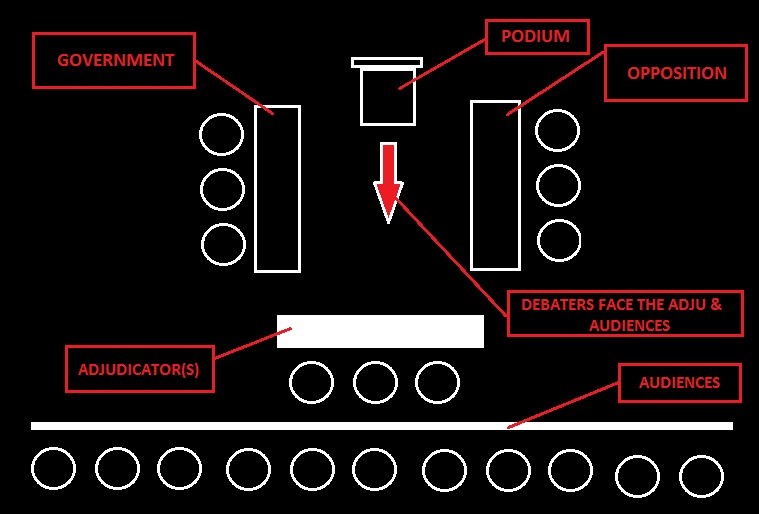 PODIUM
GOVERNMENT
OPPOSITION
DEBATERS FACE THE ADJU &
AUDIENCES
ADJUDICATOR(S)
AUDIENCES